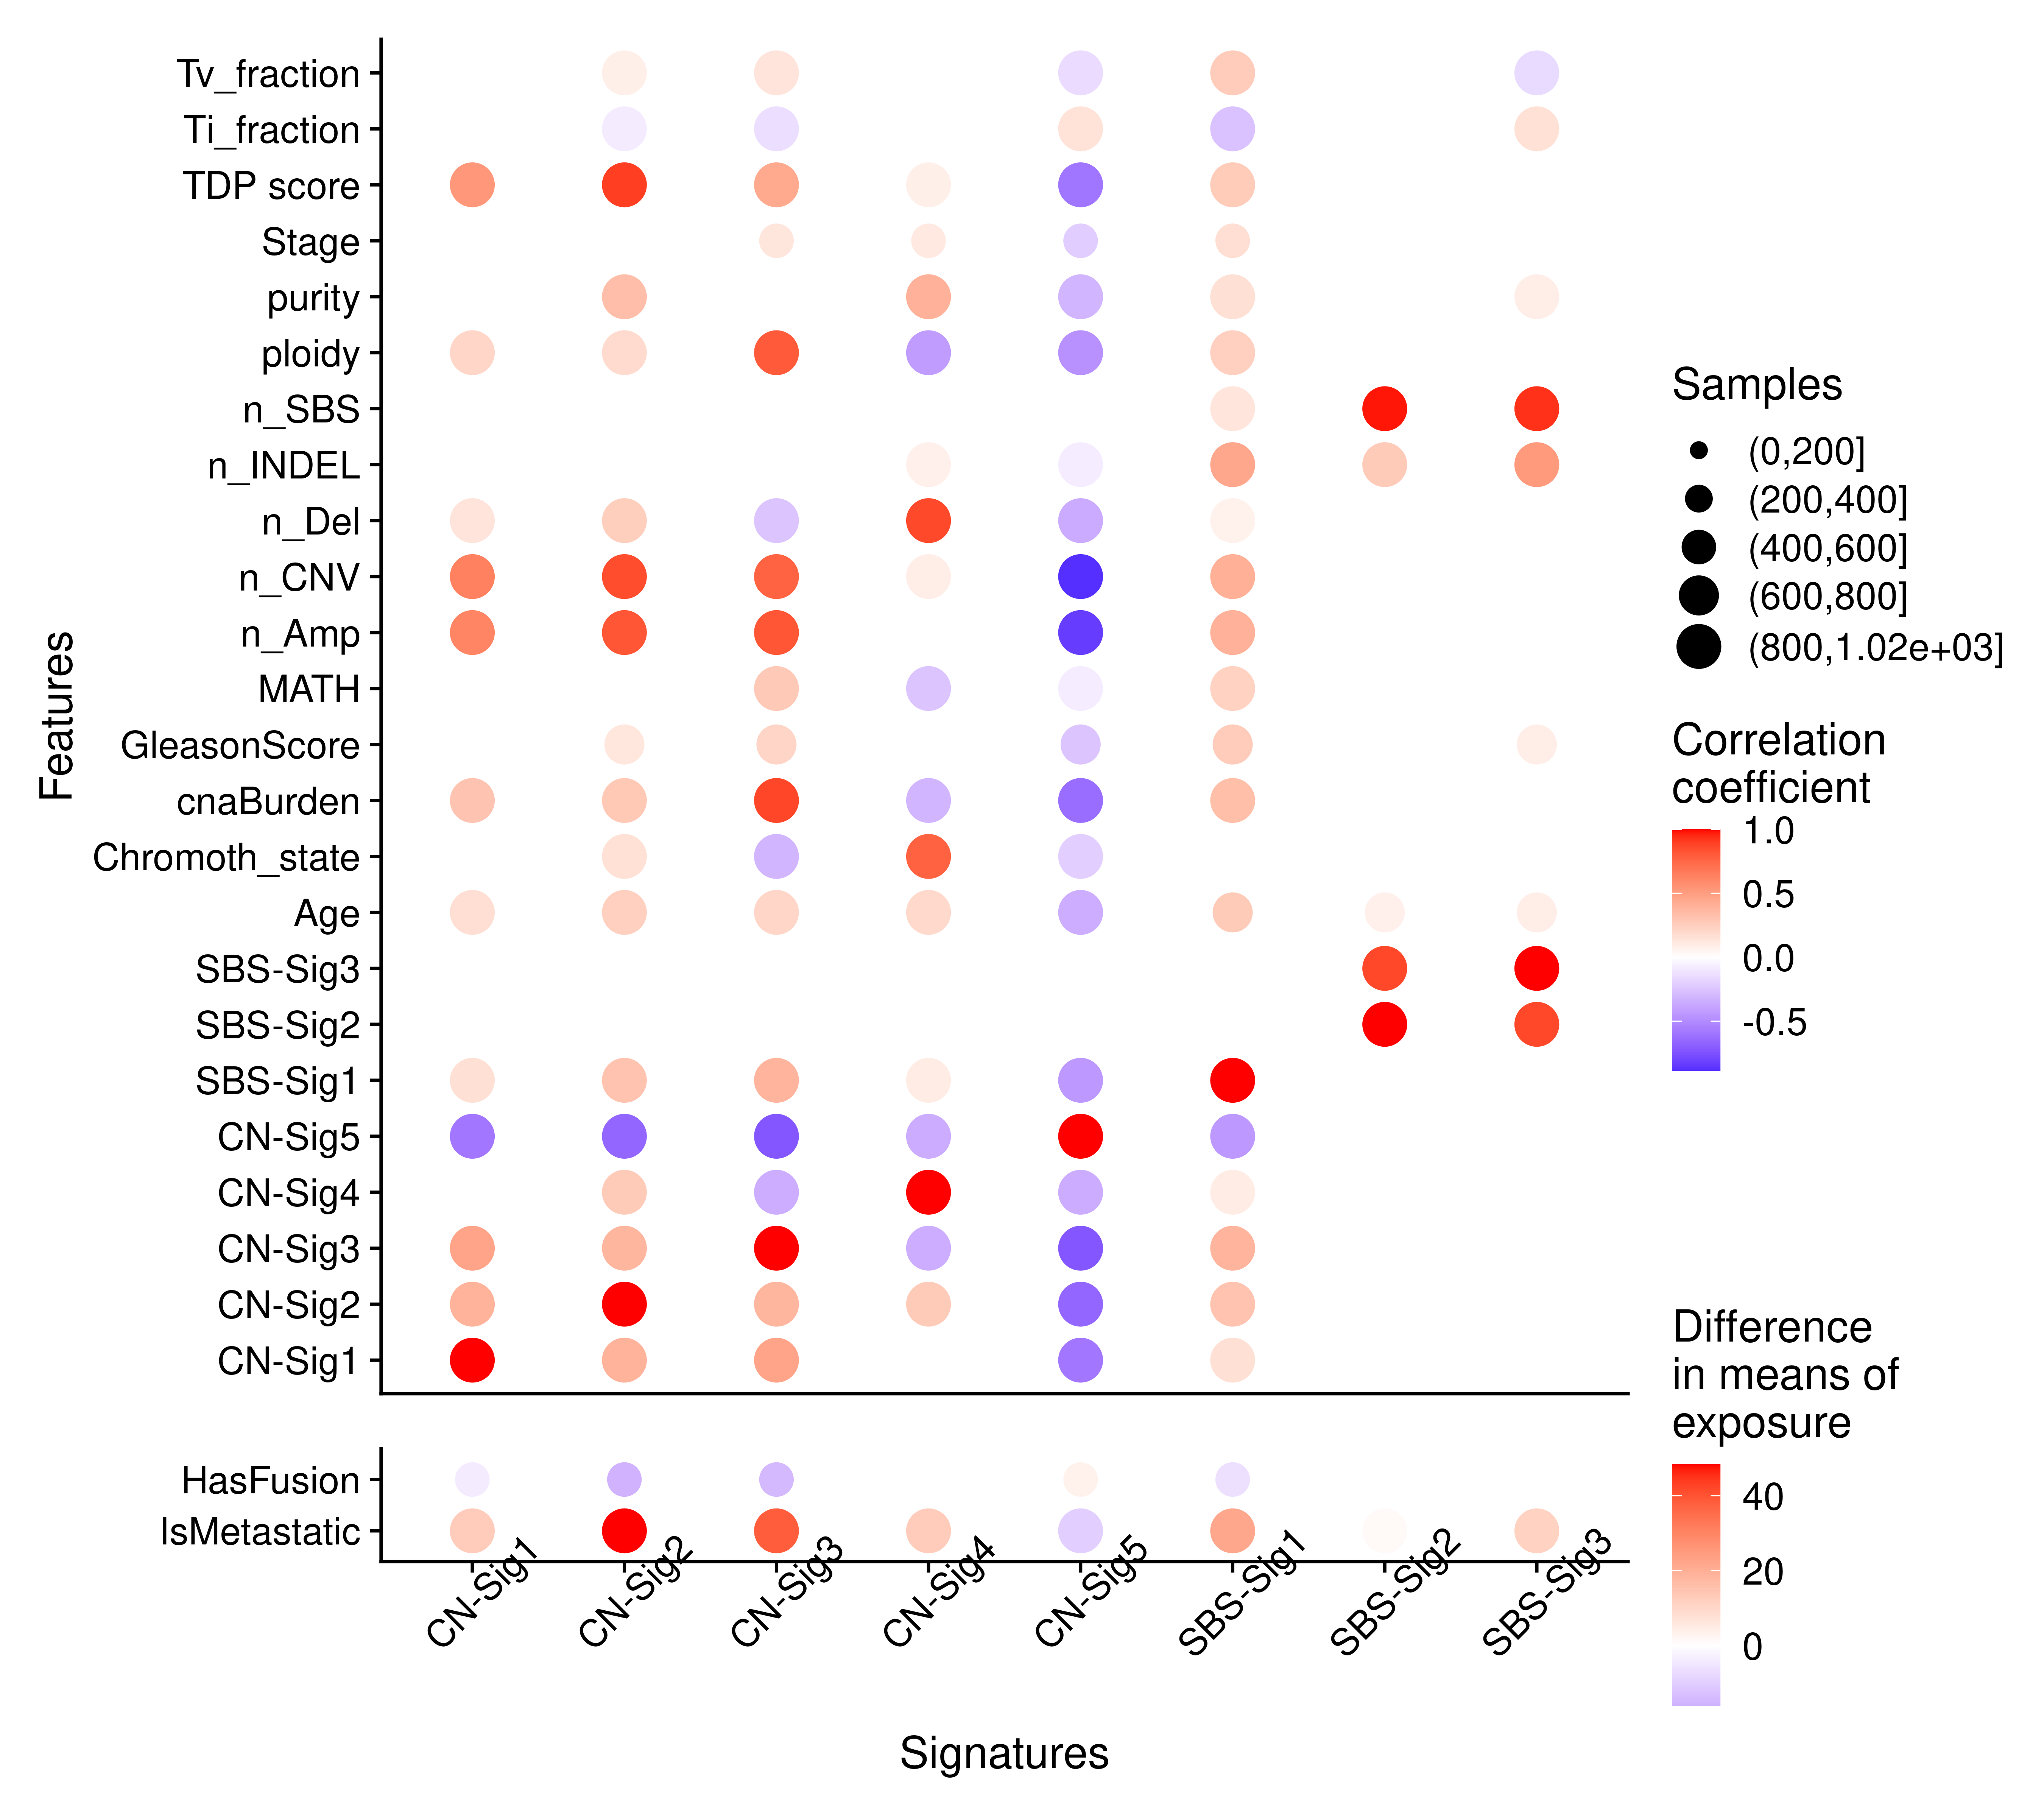 Tv_fraction
Ti_fraction
TDP score
Stage
purity
ploidy
n_SBS
n_INDEL
n_Del
n_CNV
n_Amp
MATH
GleasonScore
cnaBurden
Chromoth_state
Age
SBS-Sig3
SBS-Sig2
SBS-Sig1
CN-Sig5
CN-Sig4
CN-Sig3
CN-Sig2
CN-Sig1
HasFusion
IsMetastatic
Features
CN-Sig1
CN-Sig2
CN-Sig3
CN-Sig4
CN-Sig5
SBS-Sig1
SBS-Sig2
SBS-Sig3
Signatures
Samples
(0,200]
(200,400]
(400,600]
(600,800]
(800,1.02e+03]
Correlation
coefficient
1.0
0.5
0.0
-0.5
Difference
in means of
exposure
40
20
0